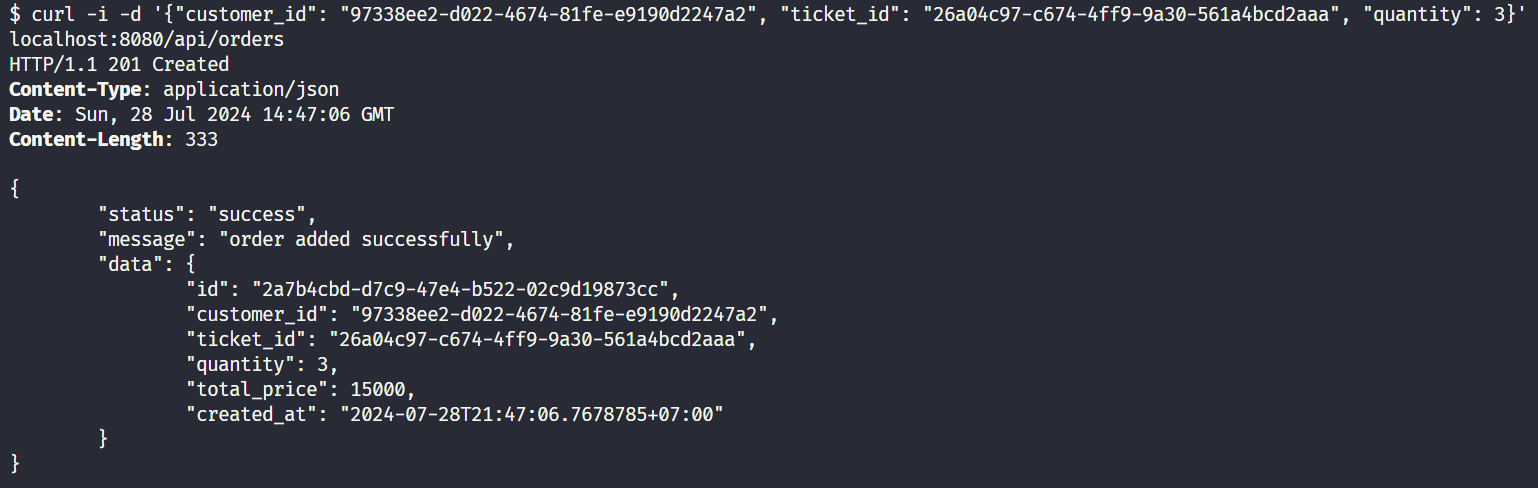 $ curl -i -d '{"customer_id": "97338ee2-d022-4674-81fe-e9190d2247a2", "ticket_id": "26a04c97-c674-4ff9-9a30-561a4bcd2aaa", "quantity": 3}'
localhost:8080/api/orders
HTTP/1.1 201 Created
Content-Type: application/json
Date: Sun, 28 Jul 2024 14:47:06 GMT
Content-Length: 333

{
        "status": "success",
        "message": "order added successfully",
        "data": {
                "id": "2a7b4cbd-d7c9-47e4-b522-02c9d19873cc",
                "customer_id": "97338ee2-d022-4674-81fe-e9190d2247a2",
                "ticket_id": "26a04c97-c674-4ff9-9a30-561a4bcd2aaa",
                "quantity": 3,
                "total_price": 15000,
                "created_at": "2024-07-28T21:47:06.7678785+07:00"
        }
}